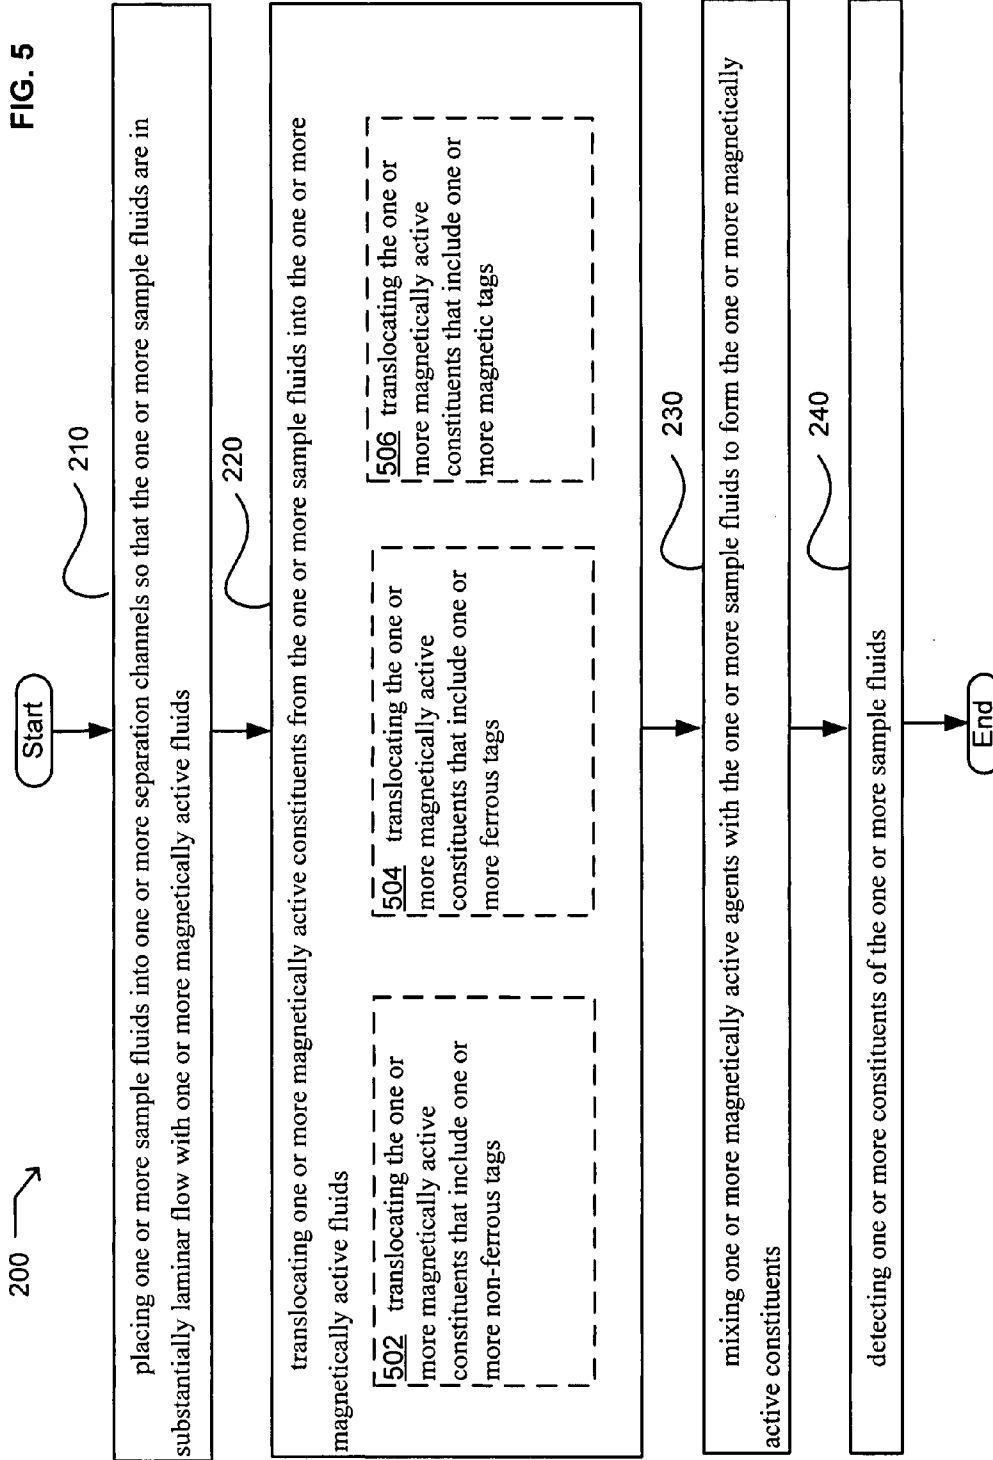 FIG. 5
200
Start
210
placing one or more sample fluids into one or more separation channels so that the one or more sample fluids are in
substantially laminar flow with one or more magnetically active fluids
220
translocating one or more magnetically active constituents from the one or more sample fluids into the one or more
magnetically active fluids
502 translocating the one or
more magnetically active
constituents that include one or
more non-ferrous tags
504 translocating the one or
more magnetically active
constituents that include one or
more ferrous tags
506 translocating the one or
more magnetically active
constituents that include one or
more magnetic tags
230
mixing one or more magnetically active agents with the one or more sample fluids to form the one or more magnetically
active constituents
240
detecting one or more constituents of the one or more sample fluids
End